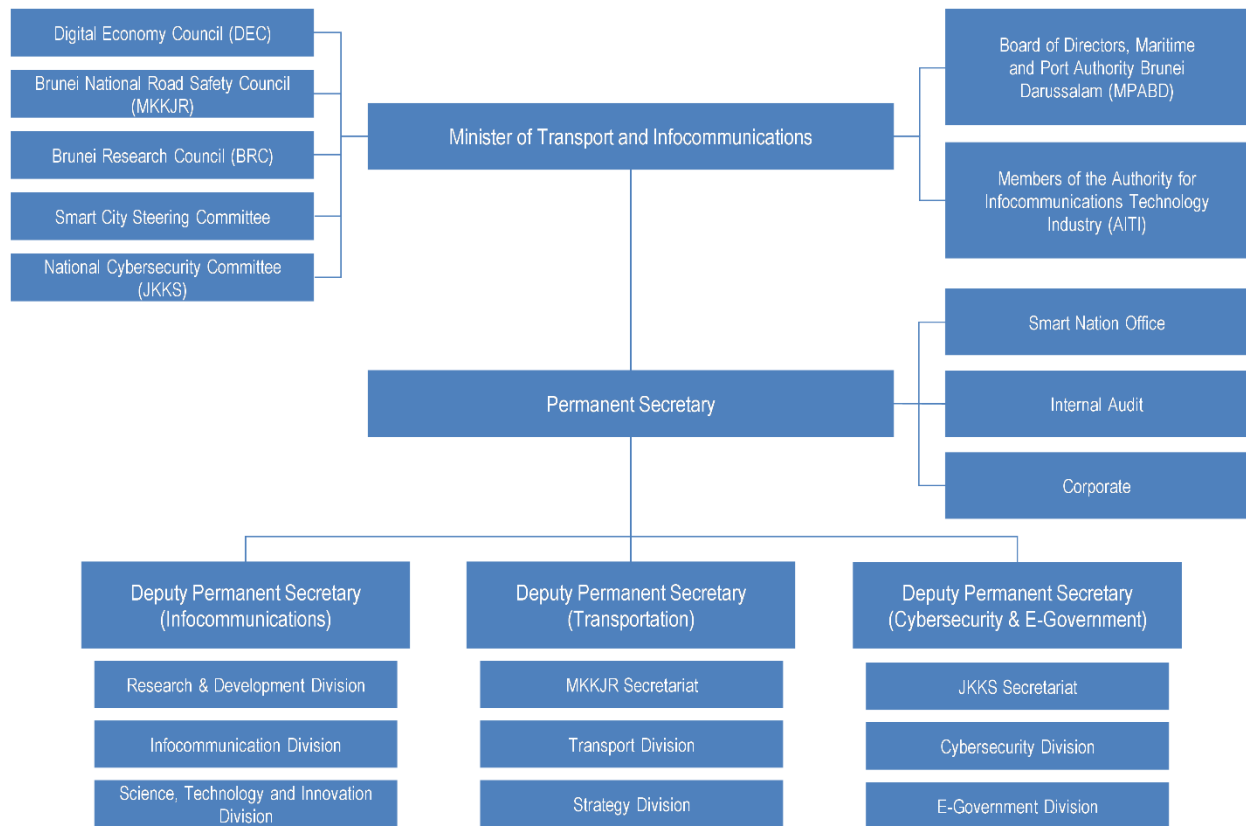 Digital Economy Council (DEC)
Brunei National Road Safety Council
(MKKJR)
Brunei Research Council (BRC)
Smart City Steering Committee
National Cybersecurity Committee
(JKKS)
Minister of Transport and Infocommunications
Board of Directors, Maritime
and Port Authority Brunei
Darussalam (MPABD)
Members of the Authority for
Infocommunications Technology
Industry (AITI)
Permanent Secretary
Smart Nation Office
Internal Audit
Corporate
Deputy Permanent Secretary
(Infocommunications)
Research & Development Division
Infocommunication Division
Science, Technology and Innovation
Division
Deputy Permanent Secretary
(Transportation)
MKKJR Secretariat
Transport Division
Strategy Division
Deputy Permanent Secretary
(Cybersecurity & E-Government)
JKKS Secretariat
Cybersecurity Division
E-Government Division